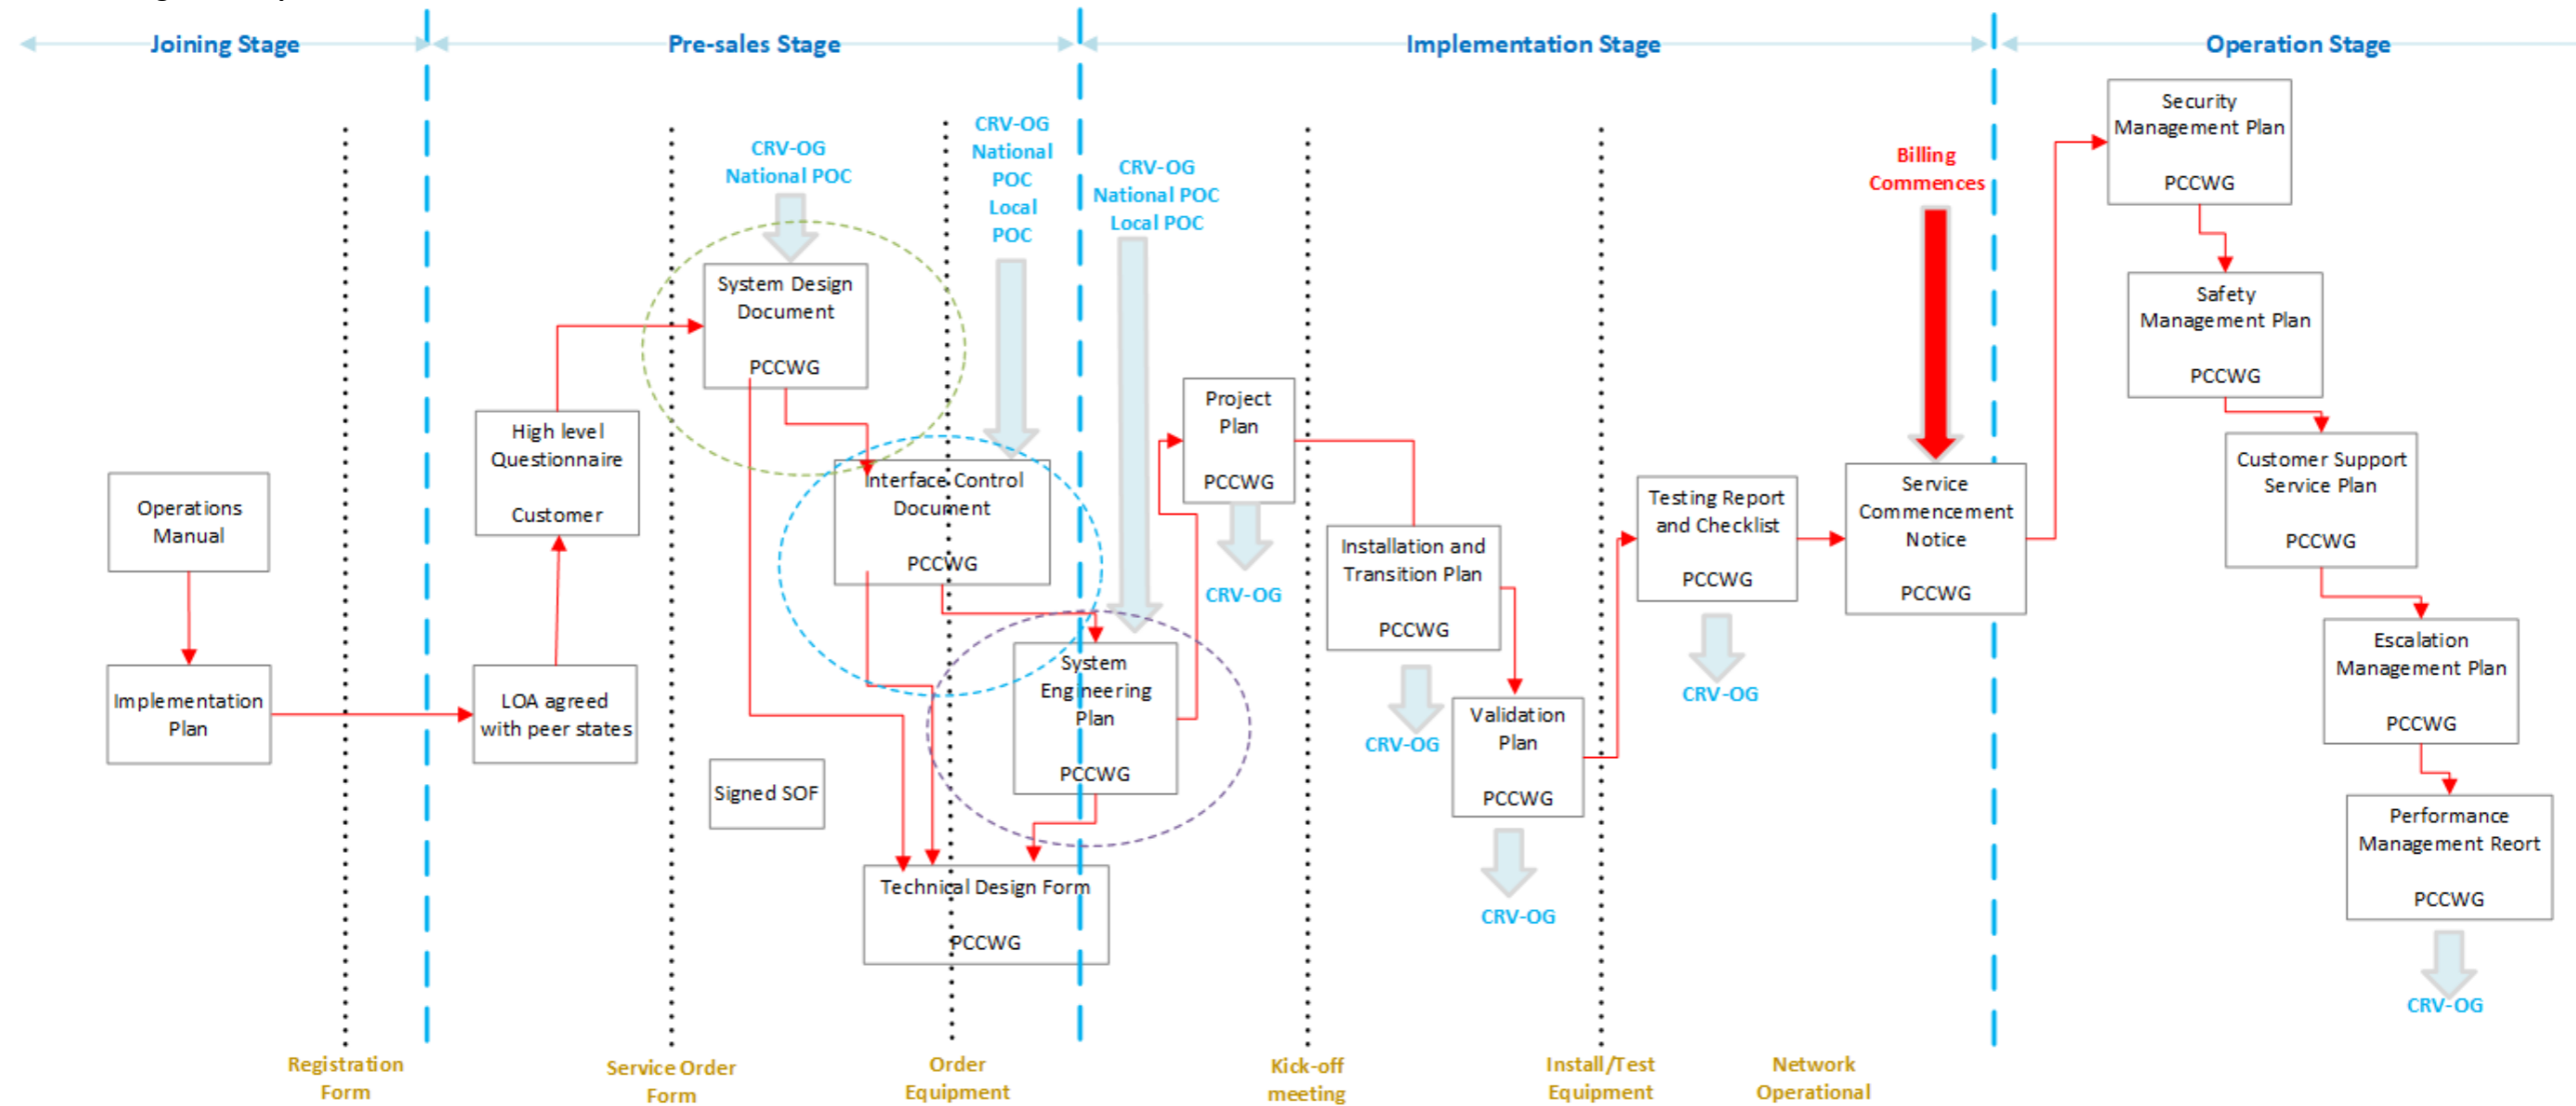 Joining Stage
Pre-sales Stage
Implementation Stage
Operation Stage
Operations
Manual
Implementation
Plan
High level
Questionnaire
Customer
LOA agreed
with peer states
CRV-OG
National POC
System Design
Document
PCCWG
Signed SOF
CRV-OG
National
POC
Local
POC
Interface Control
Document
PCCWG
CRV-OG
National POC
Local POC
System
Engineering
Plan
PCCWG
Technical Design Form
PCCWG
Project
Plan
PCCWG
CRV-OG
Installation and
Transition Plan
PCCWG
CRV-OG
Validation
Plan
PCCWG
CRV-OG
Testing Report
and Checklist
PCCWG
CRV-OG
Billing
Commences
Service
Commencement
Notice
PCCWG
Security
Management Plan
PCCWG
Safety
Management Plan
PCCWG
Customer Support
Service Plan
PCCWG
Escalation
Management Plan
PCCWG
Performance
Management Reort
PCCWG
CRV-OG
Registration
Form
Service Order
Form
Order
Equipment
Kick-off
meeting
Install/Test
Equipment
Network
Operational